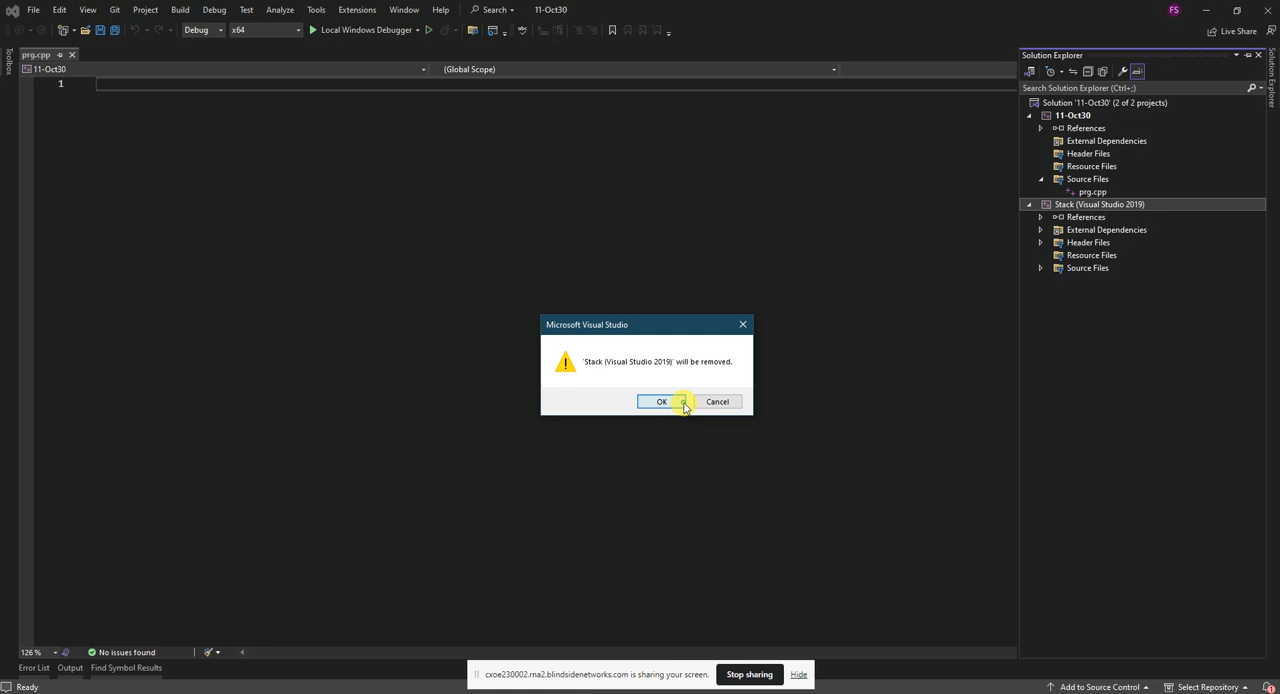 File Edit View Git Project Build Debug Test Analyze Tools Extensions Window Help Search 11-Oct30 FS
Debug x64 Local Windows Debugger Live Share
Toolbox
prg.cpp
11-Oct30 (Global Scope)
1
Solution Explorer
Search Solution Explorer (Ctrl+;)
Solution '11-Oct30' (2 of 2 projects)
11-Oct30
References
External Dependencies
Header Files
Resource Files
Source Files
prg.cpp
Stack (Visual Studio 2019)
References
External Dependencies
Header Files
Resource Files
Source Files
Solution Explorer
Microsoft Visual Studio
'Stack (Visual Studio 2019)' will be removed.
OK Cancel
126 % No issues found
Error List Output Find Symbol Results
cxoe230002.rna2.blindsidenetworks.com is sharing your screen. Stop sharing Hide
Ready Add to Source Control Select Repository